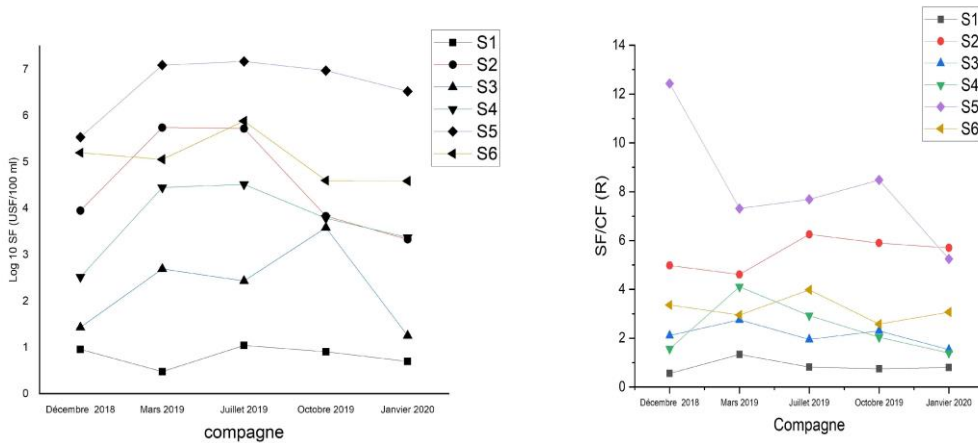 S1
S2
S3
S4
S5
S6
Log 10 SF (USF/100 ml)
7
6
5
4
3
2
1
0
Décembre 2018
Mars 2019
Juillet 2019
Octobre 2019
Janvier 2020
compagne
S1
S2
S3
S4
S5
S6
SF/CF (R)
14
12
10
8
6
4
2
0
Décembre 2018
Mars 2019
Juillet 2019
Octobre 2019
Janvier 2020
Compagne